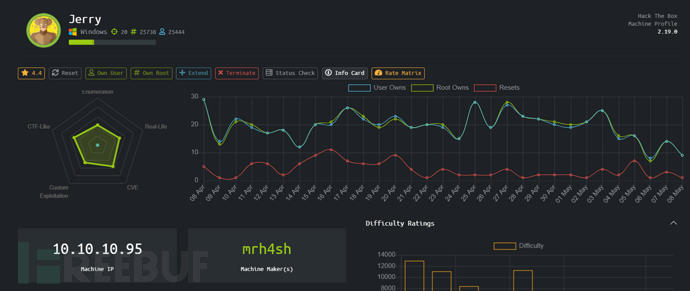 Jerry
Windows 20 # 25738 25444
Hack The Box
Machine Profile
2.19.0
4.4 Reset Own User # Own Root Extend Terminate Status Check Info Card Rate Matrix
Enumeration
CTF-Like
Real-Life
Custom
Exploitation
CVE
User Owns Root Owns Resets
30
20
10
0
08 Apr 09 Apr 10 Apr 11 Apr 12 Apr 13 Apr 14 Apr 15 Apr 16 Apr 17 Apr 18 Apr 19 Apr 20 Apr 21 Apr 22 Apr 23 Apr 24 Apr 25 Apr 26 Apr 27 Apr 28 Apr 29 Apr 30 Apr 01 May 02 May 03 May 04 May 05 May 06 May 07 May 08 May
10.10.10.95
Machine IP
mrh4sh
Machine Maker(s)
Difficulty Ratings
Difficulty
14000
12000
10000
8000
FREEBUF